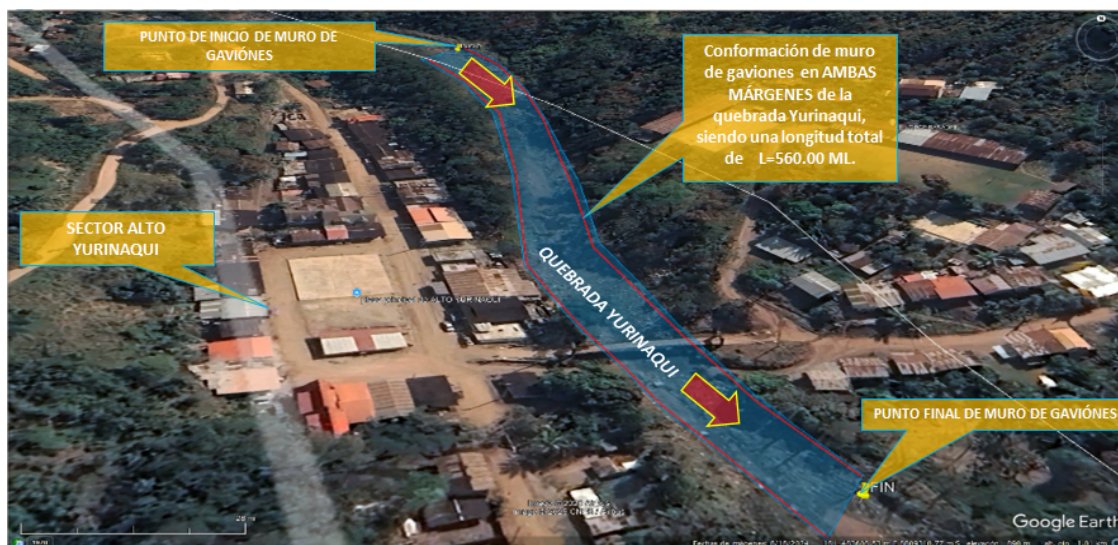 PUNTO DE INICIO DE MURO DE
GAVIÓNES
Conformación de muro
de gaviones en AMBAS
MÁRGENES de la
quebrada Yurinaqui,
siendo una longitud total
de L=560.00 ML.
SECTOR ALTO
YURINAQUI
QUEBRADA YURINAQUI
PUNTO FINAL DE MURO DE GAVIÓNES
FIN
Google Earth